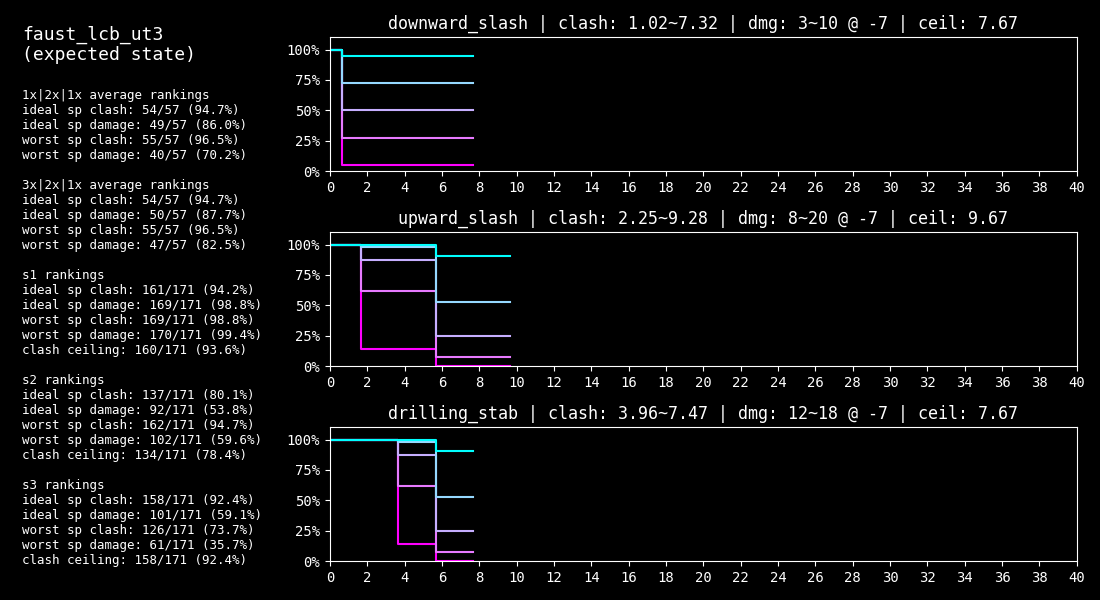 faust_lcb_ut3
(expected state)
1x|2x|1x average rankings
ideal sp clash: 54/57 (94.7%)
ideal sp damage: 49/57 (86.0%)
worst sp clash: 55/57 (96.5%)
worst sp damage: 40/57 (70.2%)
3x|2x|1x average rankings
ideal sp clash: 54/57 (94.7%)
ideal sp damage: 50/57 (87.7%)
worst sp clash: 55/57 (96.5%)
worst sp damage: 47/57 (82.5%)
s1 rankings
ideal sp clash: 161/171 (94.2%)
ideal sp damage: 169/171 (98.8%)
worst sp clash: 169/171 (98.8%)
worst sp damage: 170/171 (99.4%)
clash ceiling: 160/171 (93.6%)
s2 rankings
ideal sp clash: 137/171 (80.1%)
ideal sp damage: 92/171 (53.8%)
worst sp clash: 162/171 (94.7%)
worst sp damage: 102/171 (59.6%)
clash ceiling: 134/171 (78.4%)
s3 rankings
ideal sp clash: 158/171 (92.4%)
ideal sp damage: 101/171 (59.1%)
worst sp clash: 126/171 (73.7%)
worst sp damage: 61/171 (35.7%)
clash ceiling: 158/171 (92.4%)
downward_slash | clash: 1.02~7.32 | dmg: 3~10 @ -7 | ceil: 7.67
100%
75%
50%
25%
0%
0 2 4 6 8 10 12 14 16 18 20 22 24 26 28 30 32 34 36 38 40
upward_slash | clash: 2.25~9.28 | dmg: 8~20 @ -7 | ceil: 9.67
100%
75%
50%
25%
0%
0 2 4 6 8 10 12 14 16 18 20 22 24 26 28 30 32 34 36 38 40
drilling_stab | clash: 3.96~7.47 | dmg: 12~18 @ -7 | ceil: 7.67
100%
75%
50%
25%
0%
0 2 4 6 8 10 12 14 16 18 20 22 24 26 28 30 32 34 36 38 40